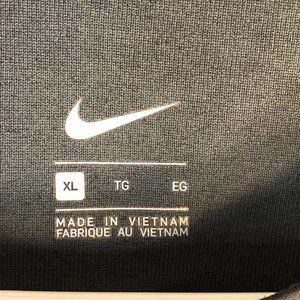 XL TG EG
MADE IN VIETNAM
FABRIQUE AU VIETNAM